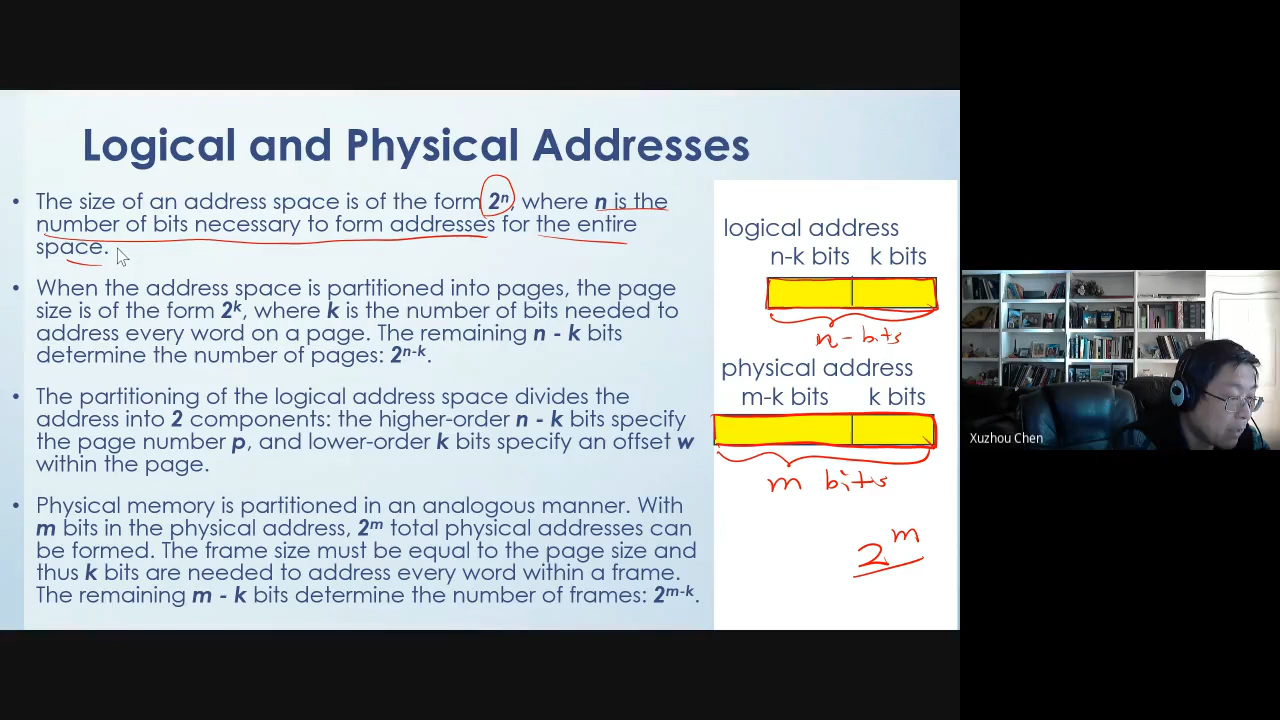 Logical and Physical Addresses
• The size of an address space is of the form 2ⁿ, where n is the
number of bits necessary to form addresses for the entire
space.
• When the address space is partitioned into pages, the page
size is of the form 2ᵏ, where k is the number of bits needed to
address every word on a page. The remaining n - k bits
determine the number of pages: 2ⁿ⁻ᵏ.
• The partitioning of the logical address space divides the
address into 2 components: the higher-order n - k bits specify
the page number p, and lower-order k bits specify an offset w
within the page.
• Physical memory is partitioned in an analogous manner. With
m bits in the physical address, 2ᵐ total physical addresses can
be formed. The frame size must be equal to the page size and
thus k bits are needed to address every word within a frame.
The remaining m - k bits determine the number of frames: 2ᵐ⁻ᵏ.
logical address
n-k bits k bits
n-bits
physical address
m-k bits k bits
m bits
2ᵐ
Xuzhou Chen